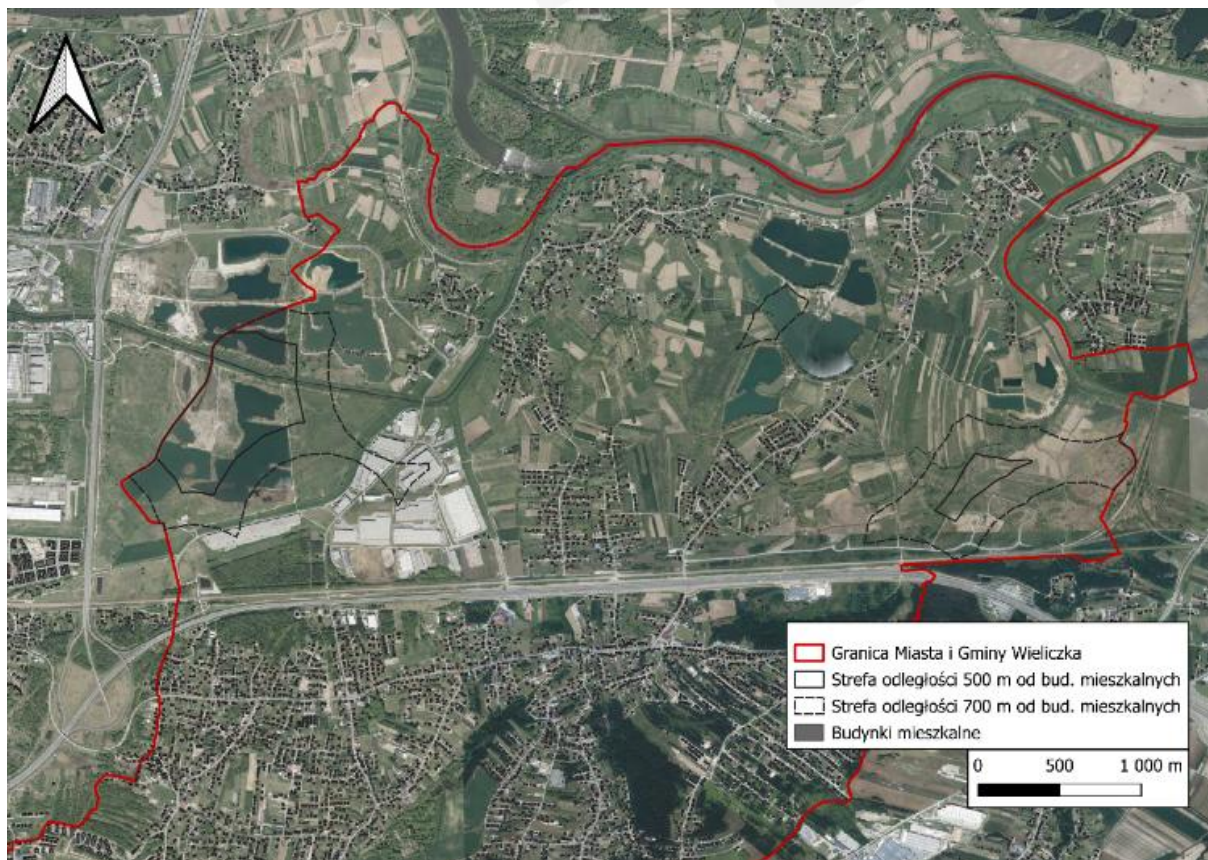 Granica Miasta i Gminy Wieliczka
Strefa odległości 500 m od bud. mieszkalnych
Strefa odległości 700 m od bud. mieszkalnych
Budynki mieszkalne
0 500 1 000 m